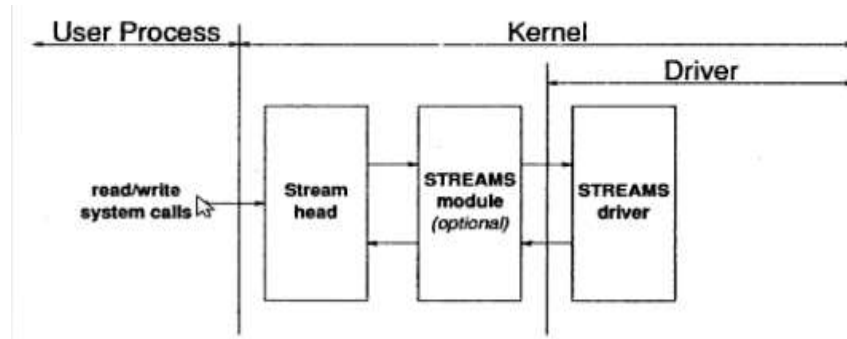 User Process
Kernel
Driver
read/write
system calls
Stream
head
STREAMS
module
(optional)
STREAMS
driver